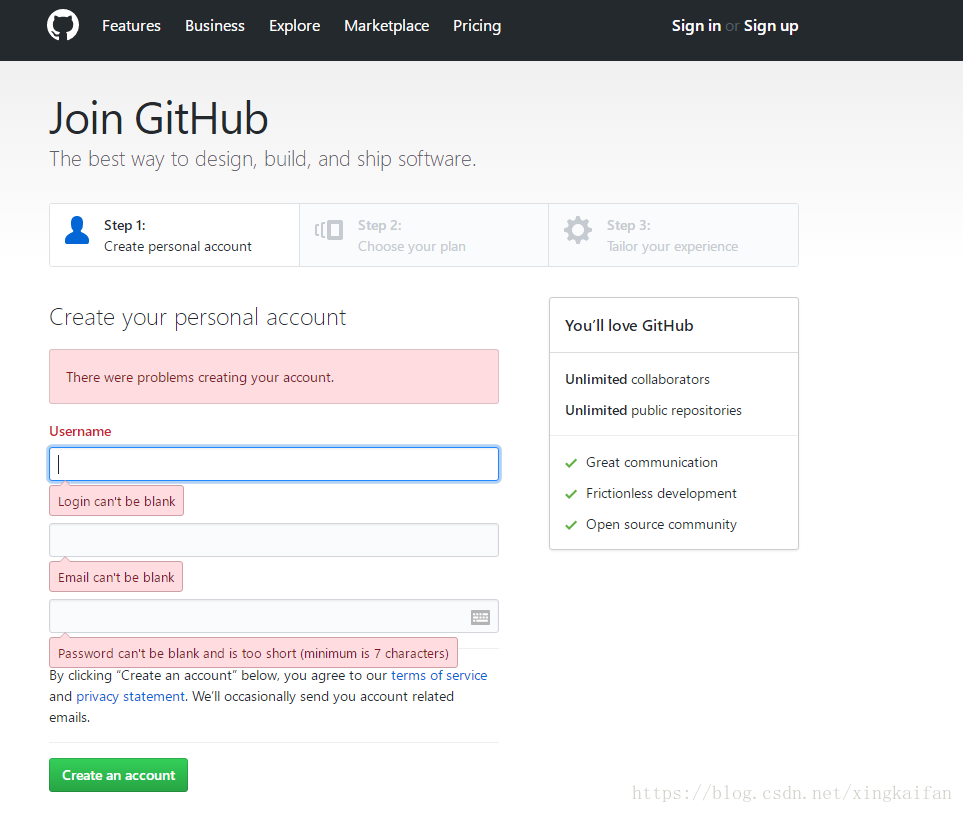 Features Business Explore Marketplace Pricing Sign in or Sign up
Join GitHub
The best way to design, build, and ship software.
Step 1:
Create personal account
Step 2:
Choose your plan
Step 3:
Tailor your experience
Create your personal account
There were problems creating your account.
Username
Login can't be blank
Email can't be blank
Password can't be blank and is too short (minimum is 7 characters)
By clicking “Create an account” below, you agree to our terms of service
and privacy statement. We’ll occasionally send you account related
emails.
Create an account
You’ll love GitHub
Unlimited collaborators
Unlimited public repositories
Great communication
Frictionless development
Open source community
https://blog.csdn.net/xingkaifan